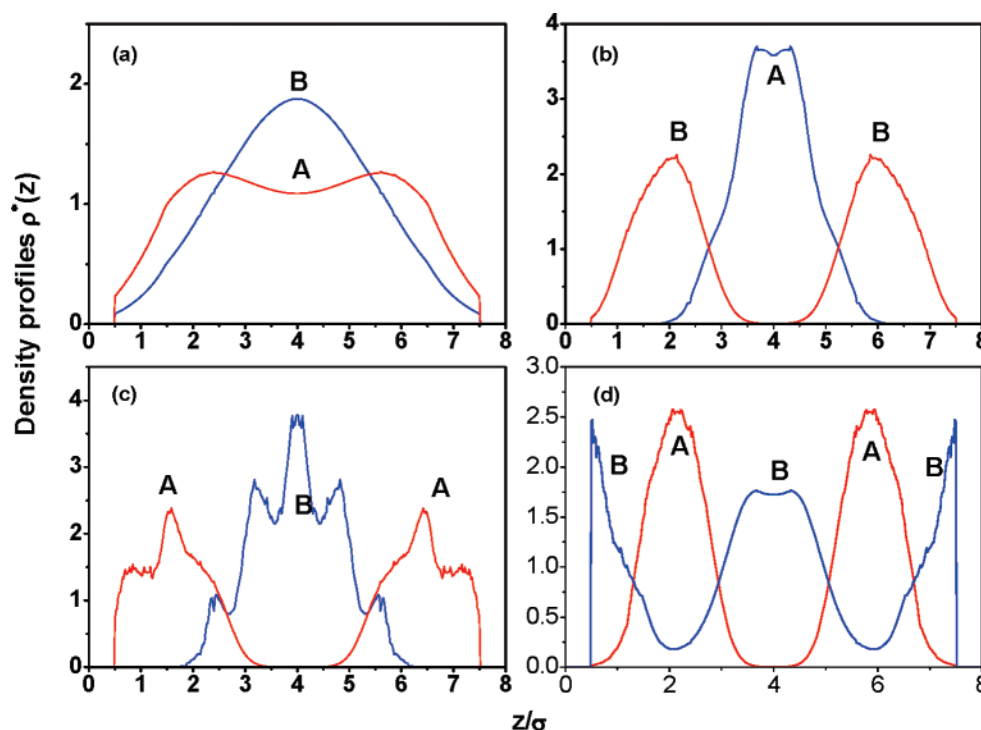 (a)
B
A
2
1
0
0 1 2 3 4 5 6 7 8
(b)
A
B B
4
3
2
1
0
0 1 2 3 4 5 6 7 8
Density profiles ρ*(z)
(c)
A A
B
4
3
2
1
0
0 1 2 3 4 5 6 7 8
(d)
B A B A B
3.0
2.5
2.0
1.5
1.0
0.5
0.0
0 2 4 6 8
z/σ